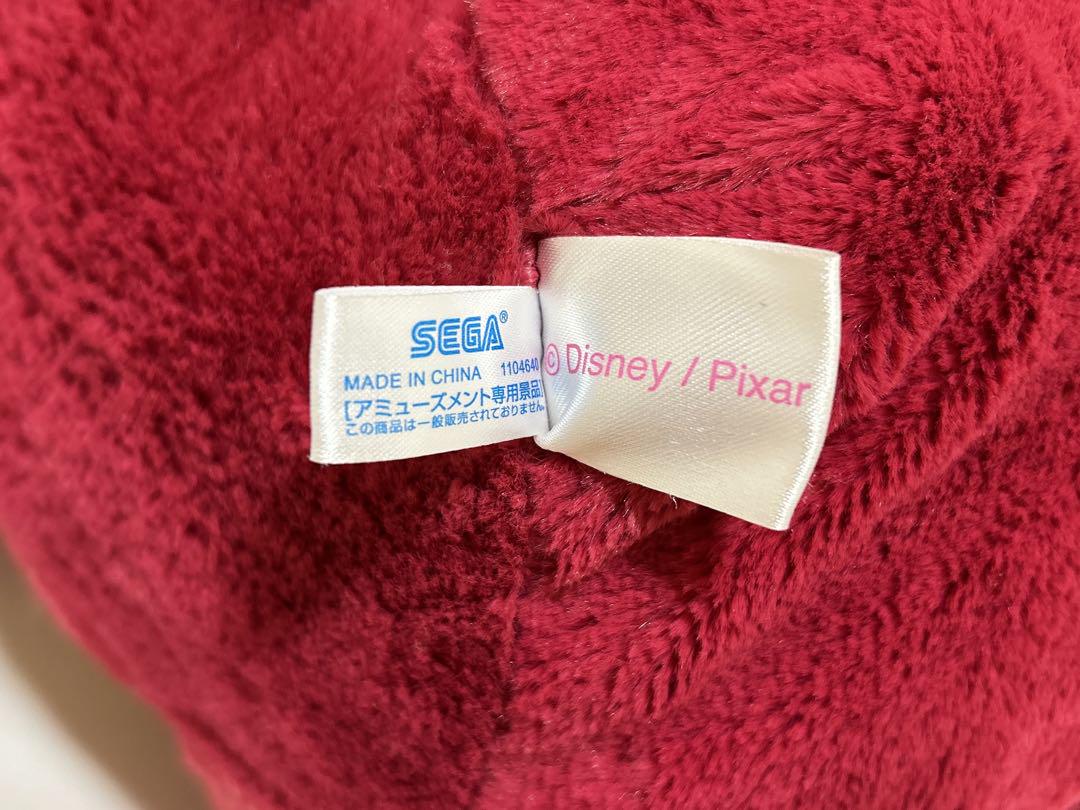 SEGA®
MADE IN CHINA 1104640
[アミューズメント専用景品]
この商品は一般販売されておりません。
© Disney / Pixar